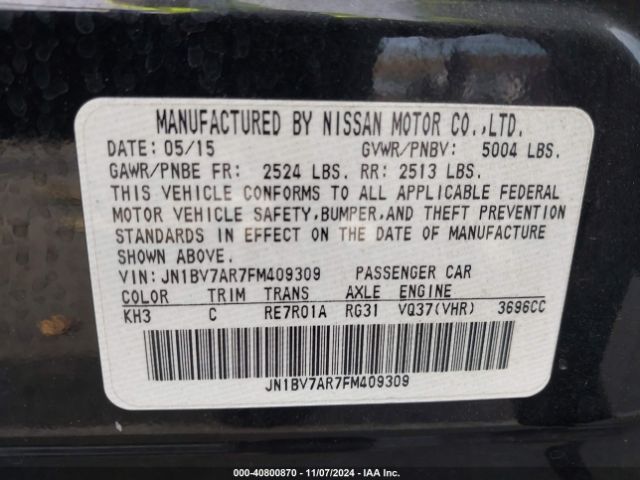 MANUFACTURED BY NISSAN MOTOR CO.,LTD.
DATE: 05/15 GVWR/PNBV: 5004 LBS.
GAWR/PNBE FR: 2524 LBS. RR: 2513 LBS.
THIS VEHICLE CONFORMS TO ALL APPLICABLE FEDERAL
MOTOR VEHICLE SAFETY,BUMPER,AND THEFT PREVENTION
STANDARDS IN EFFECT ON THE DATE OF MANUFACTURE
SHOWN ABOVE.
VIN: JN1BV7AR7FM409309 PASSENGER CAR
COLOR TRIM TRANS AXLE ENGINE
KH3 C RE7R01A RG31 VQ37(VHR) 3696CC
JN1BV7AR7FM409309
000-40800870 - 11/07/2024 - IAA Inc.